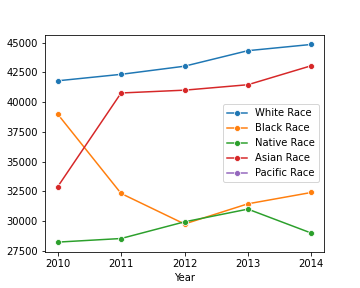 45000
42500
40000
37500
35000
32500
30000
27500
White Race
Black Race
Native Race
Asian Race
Pacific Race
2010 2011 2012 2013 2014
Year